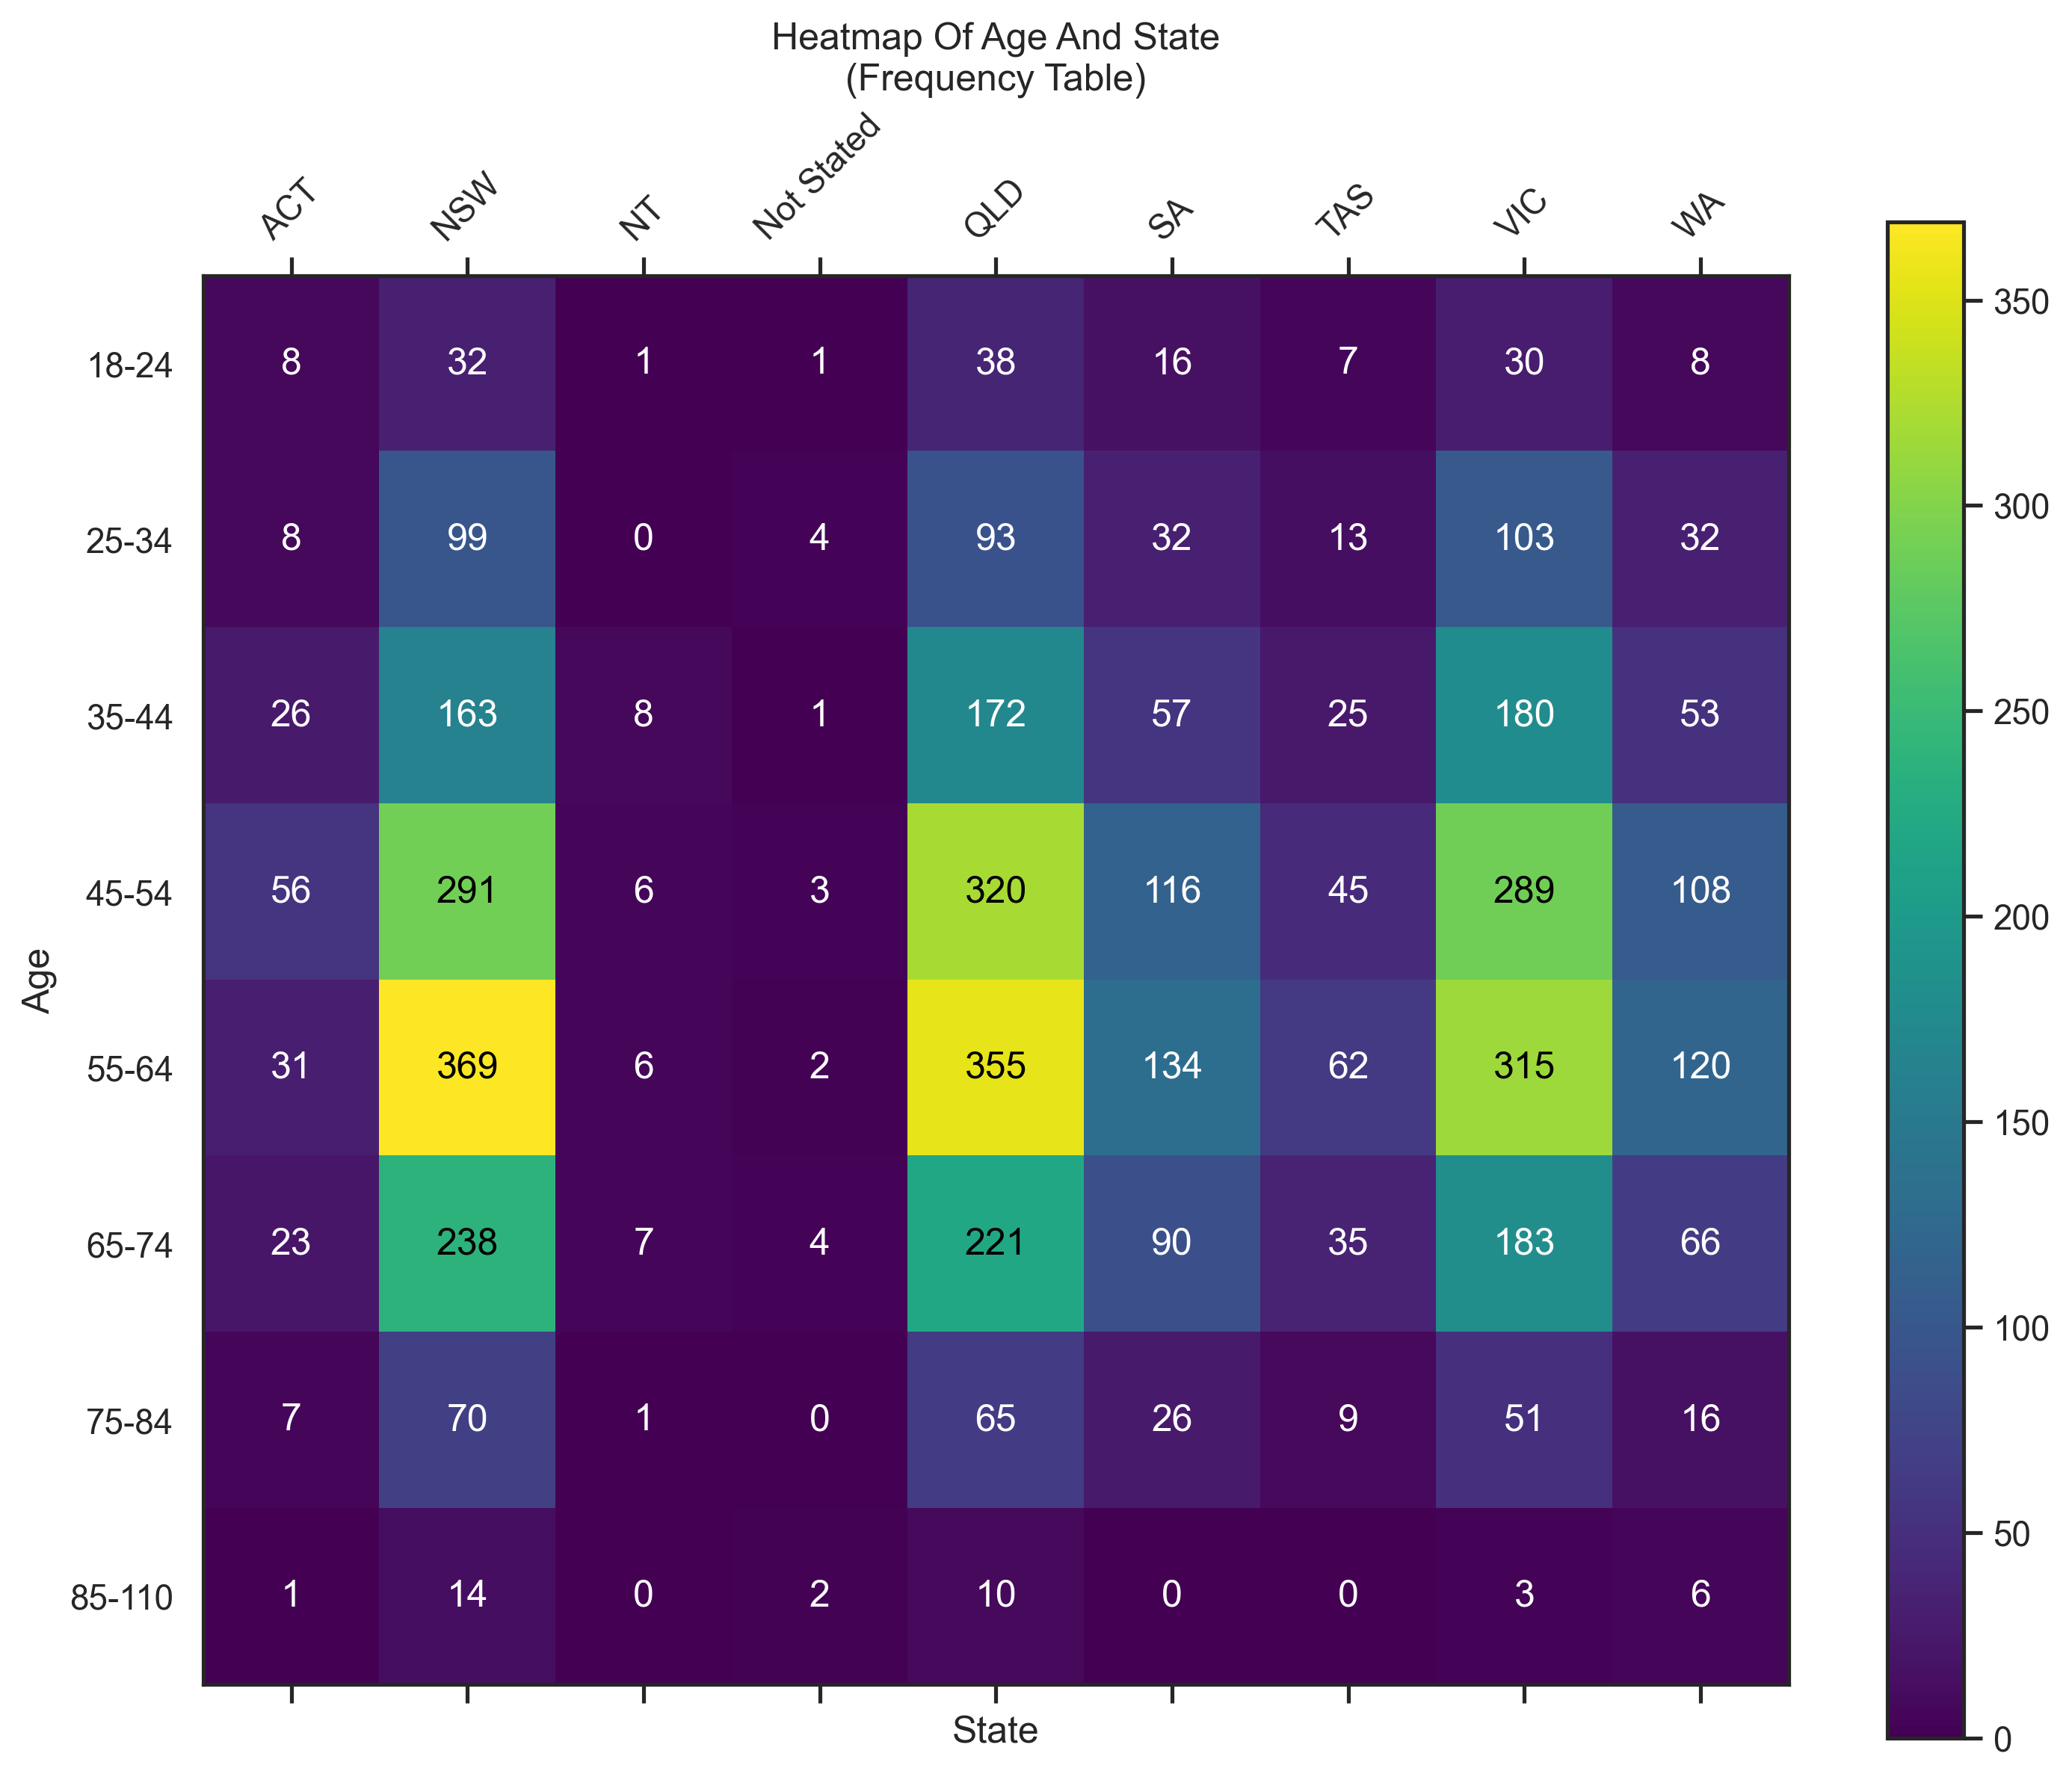 Heatmap Of Age And State
(Frequency Table)
ACT NSW NT Not Stated QLD SA TAS VIC WA
18-24 8 32 1 1 38 16 7 30 8
25-34 8 99 0 4 93 32 13 103 32
35-44 26 163 8 1 172 57 25 180 53
45-54 56 291 6 3 320 116 45 289 108
55-64 31 369 6 2 355 134 62 315 120
65-74 23 238 7 4 221 90 35 183 66
75-84 7 70 1 0 65 26 9 51 16
85-110 1 14 0 2 10 0 0 3 6
Age
State
350
300
250
200
150
100
50
0